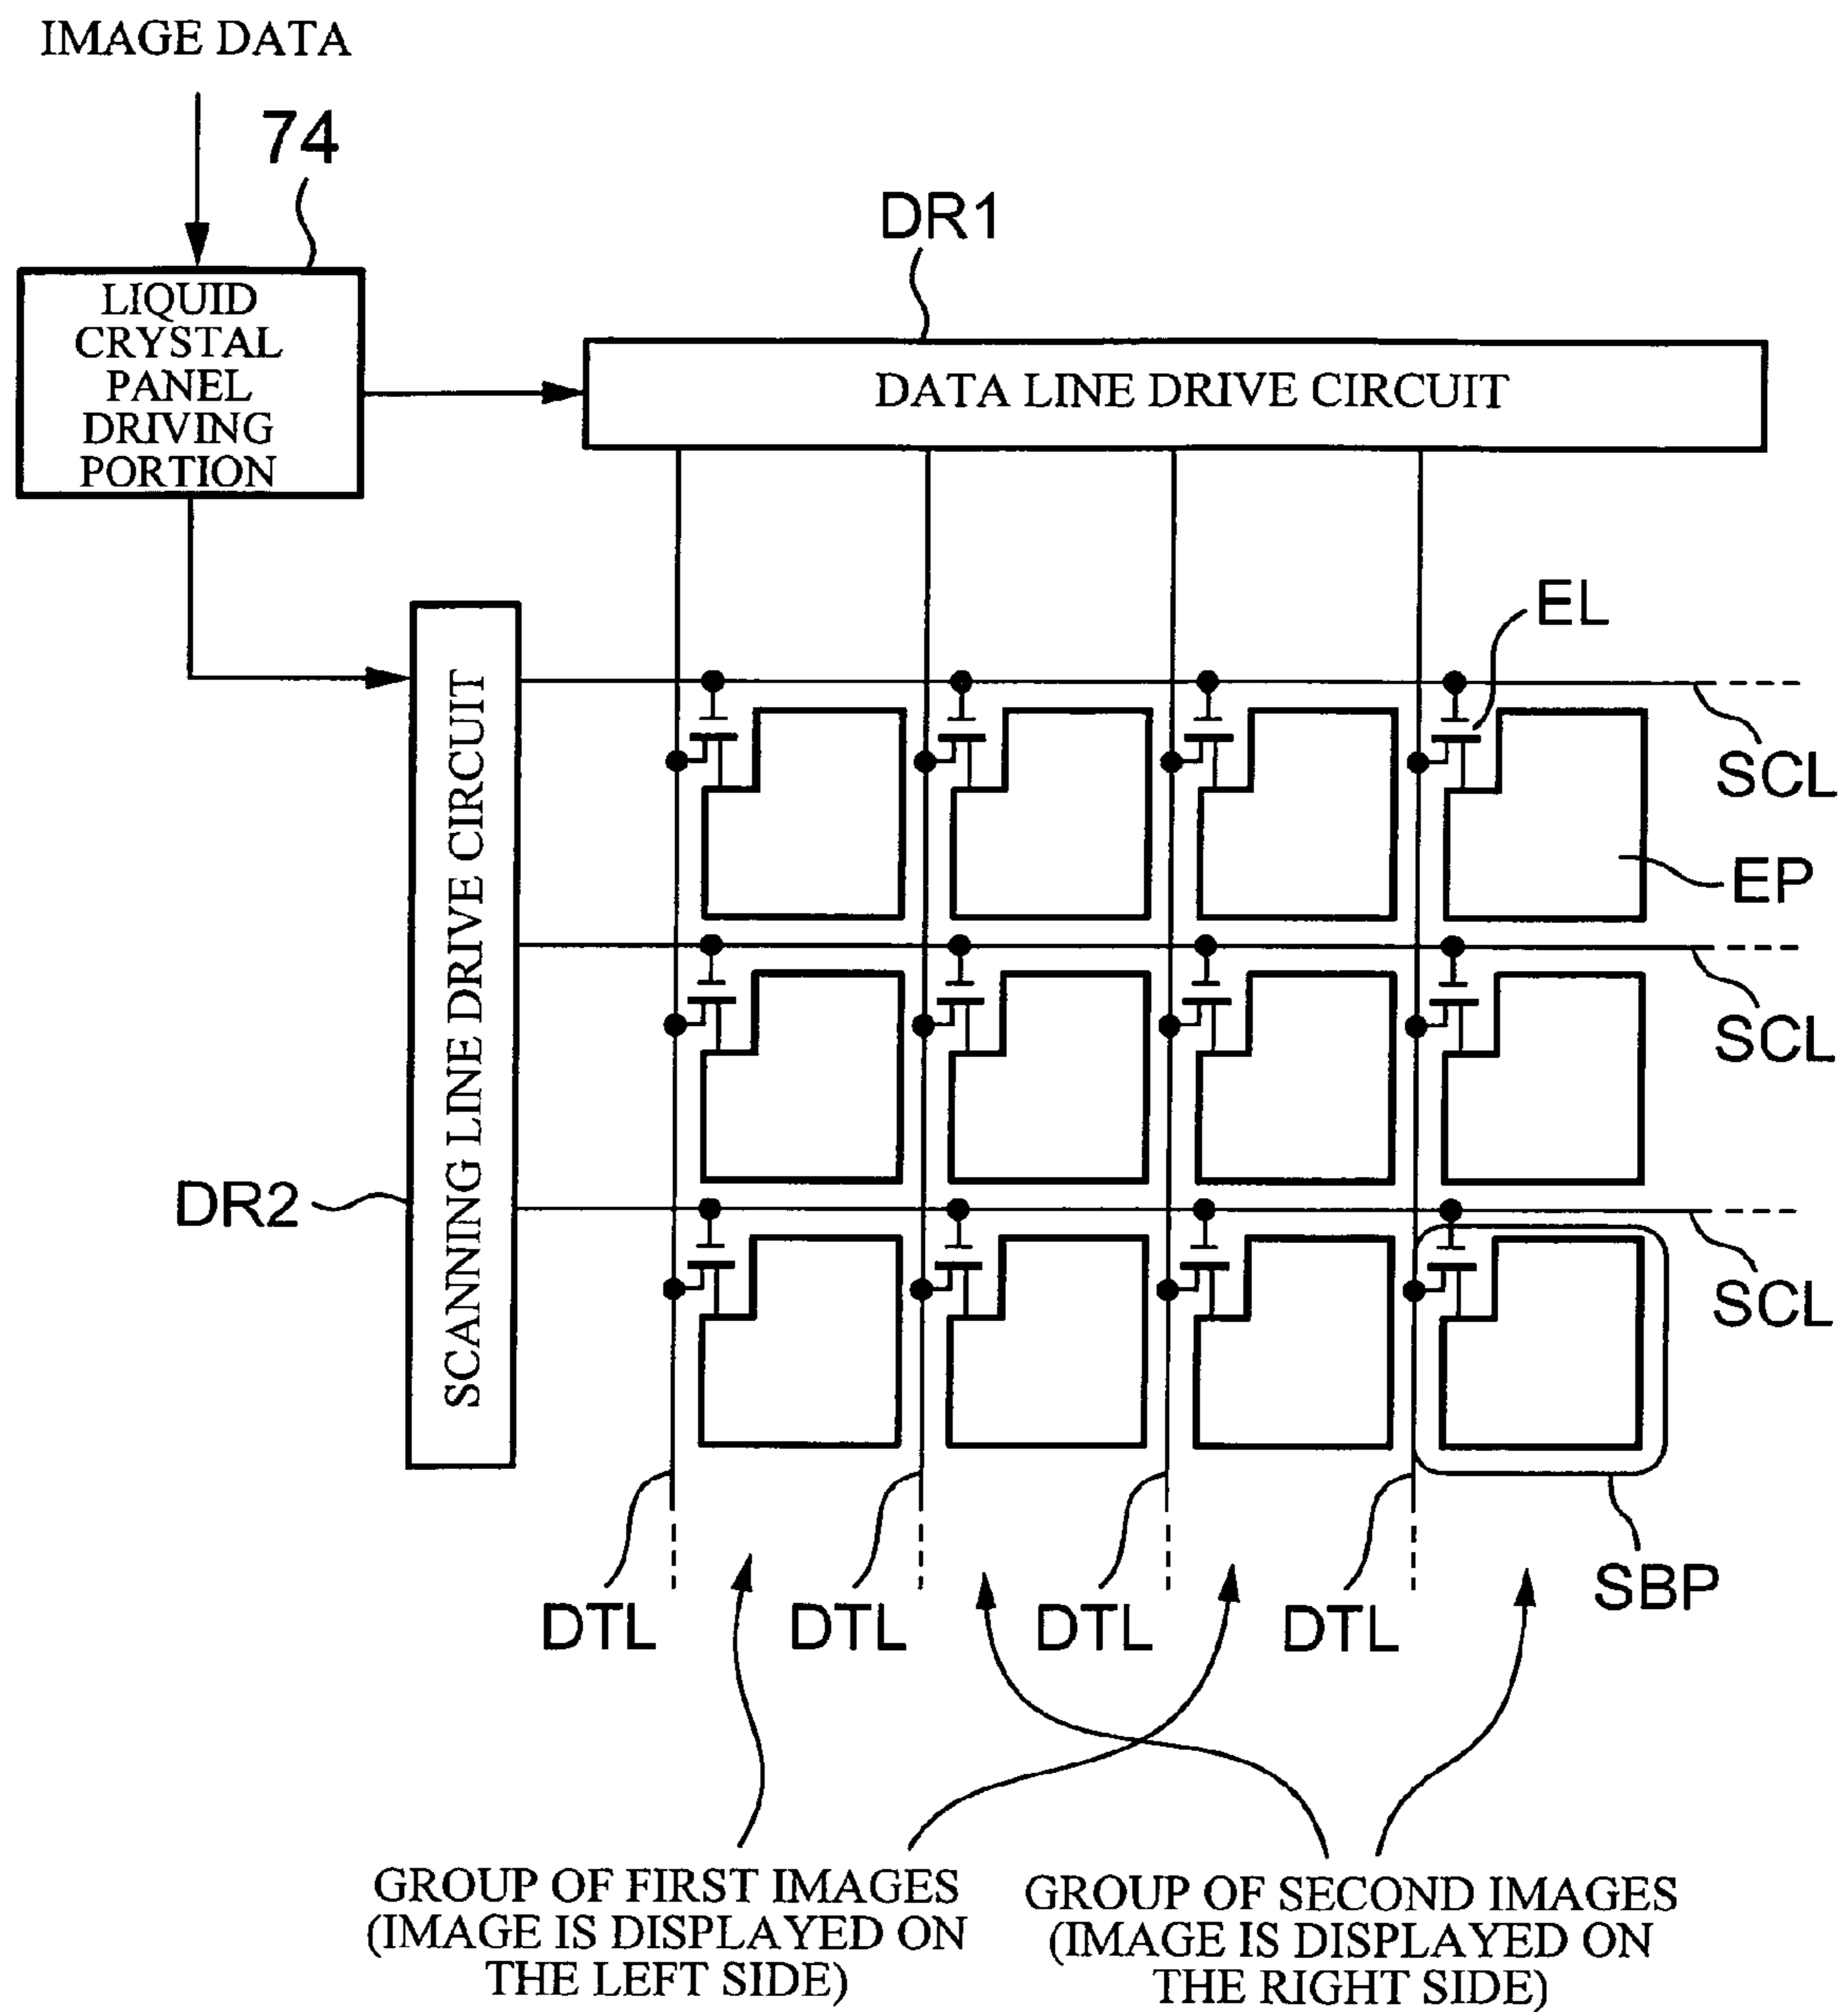 IMAGE DATA
74
DR1
LIQUID
CRYSTAL
PANEL
DRIVING
PORTION
DATA LINE DRIVE CIRCUIT
EL
SCL
EP
SCANNING LINE DRIVE CIRCUIT
SCL
DR2
SCL
SBP
DTL
DTL
DTL
DTL
GROUP OF FIRST IMAGES
(IMAGE IS DISPLAYED ON
THE LEFT SIDE)
GROUP OF SECOND IMAGES
(IMAGE IS DISPLAYED ON
THE RIGHT SIDE)